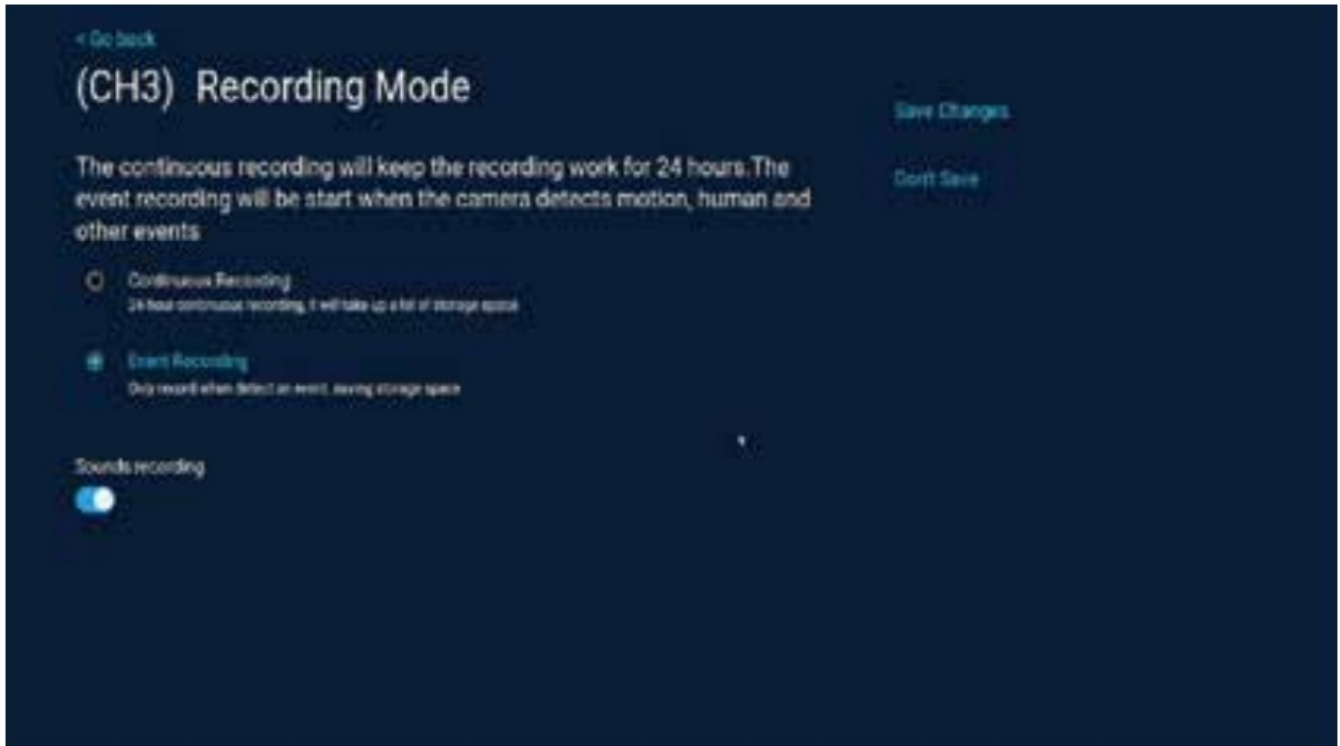 < Go back
(CH3) Recording Mode
Save Changes
Don't Save
The continuous recording will keep the recording work for 24 hours.The
event recording will be start when the camera detects motion, human and
other events
Continuous Recording
24-hour continuous recording, it will take up a lot of storage space
Event Recording
Only record when detect an event, saving storage space
Sounds recording